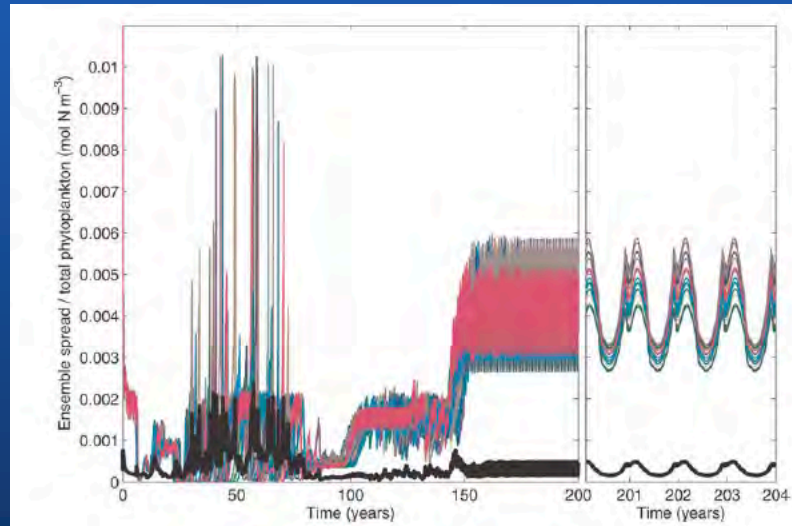 Ensemble spread / total phytoplankton (mol N m⁻³)
0.01
0.009
0.008
0.007
0.006
0.005
0.004
0.003
0.002
0.001
0
0 50 100 150 200
201 202 203 204
Time (years)
Time (years)